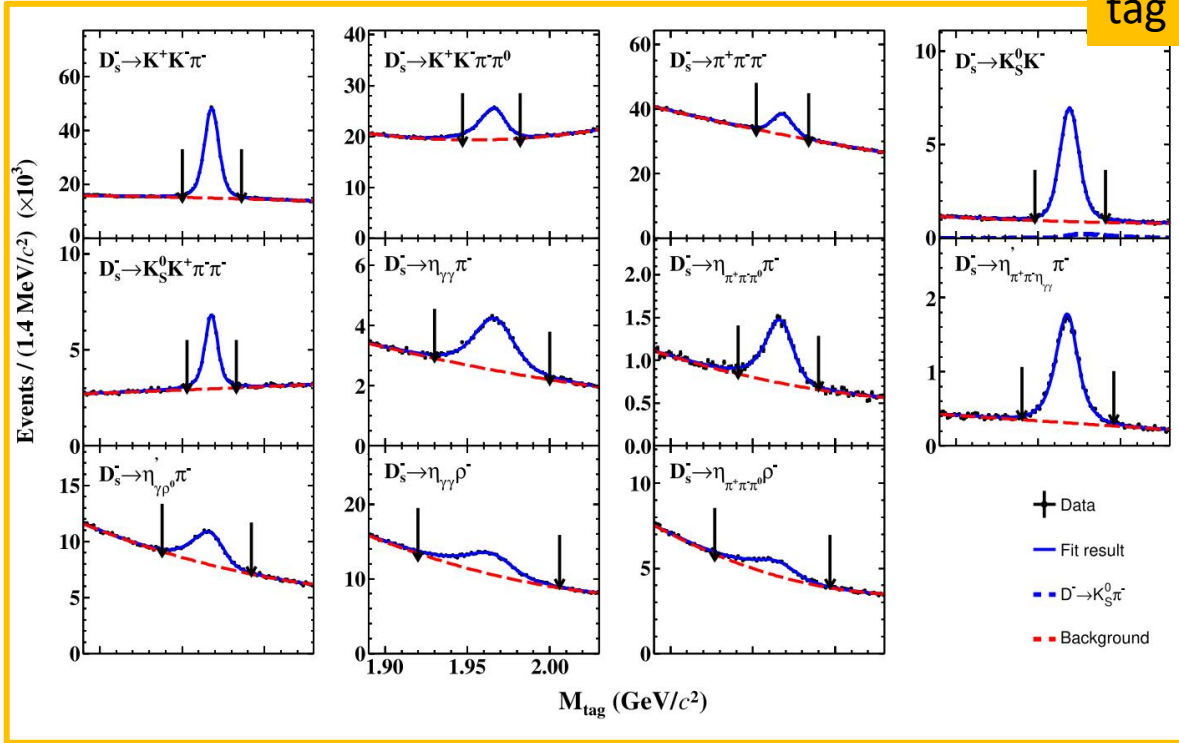 tag
D_s^-→K^+K^-π^-
D_s^-→K^+K^-π^-π^0
D_s^-→π^+π^-π^-
D_s^-→K_S^0K^-
60
40
20
0
40
30
20
10
0
60
40
20
0
10
5
0
D_s^-→K_S^0K^+π^-π^-
D_s^-→η_γγπ^-
D_s^-→η_π^+π^-π^0π^-
D_s^-→η'_π^+π^-η_γγπ^-
10
5
0
6
4
2
0
2.0
1.5
1.0
0.5
0.0
2
1
0
D_s^-→η'_γρ^0π^-
D_s^-→η_γγρ^-
D_s^-→η_π^+π^-π^0ρ^-
15
10
5
0
20
10
0
10
5
0
Data
Fit result
D^-→K_S^0π^-
Background
1.90 1.95 2.00
M_tag (GeV/c^2)
Events / (1.4 MeV/c^2) (×10^3)